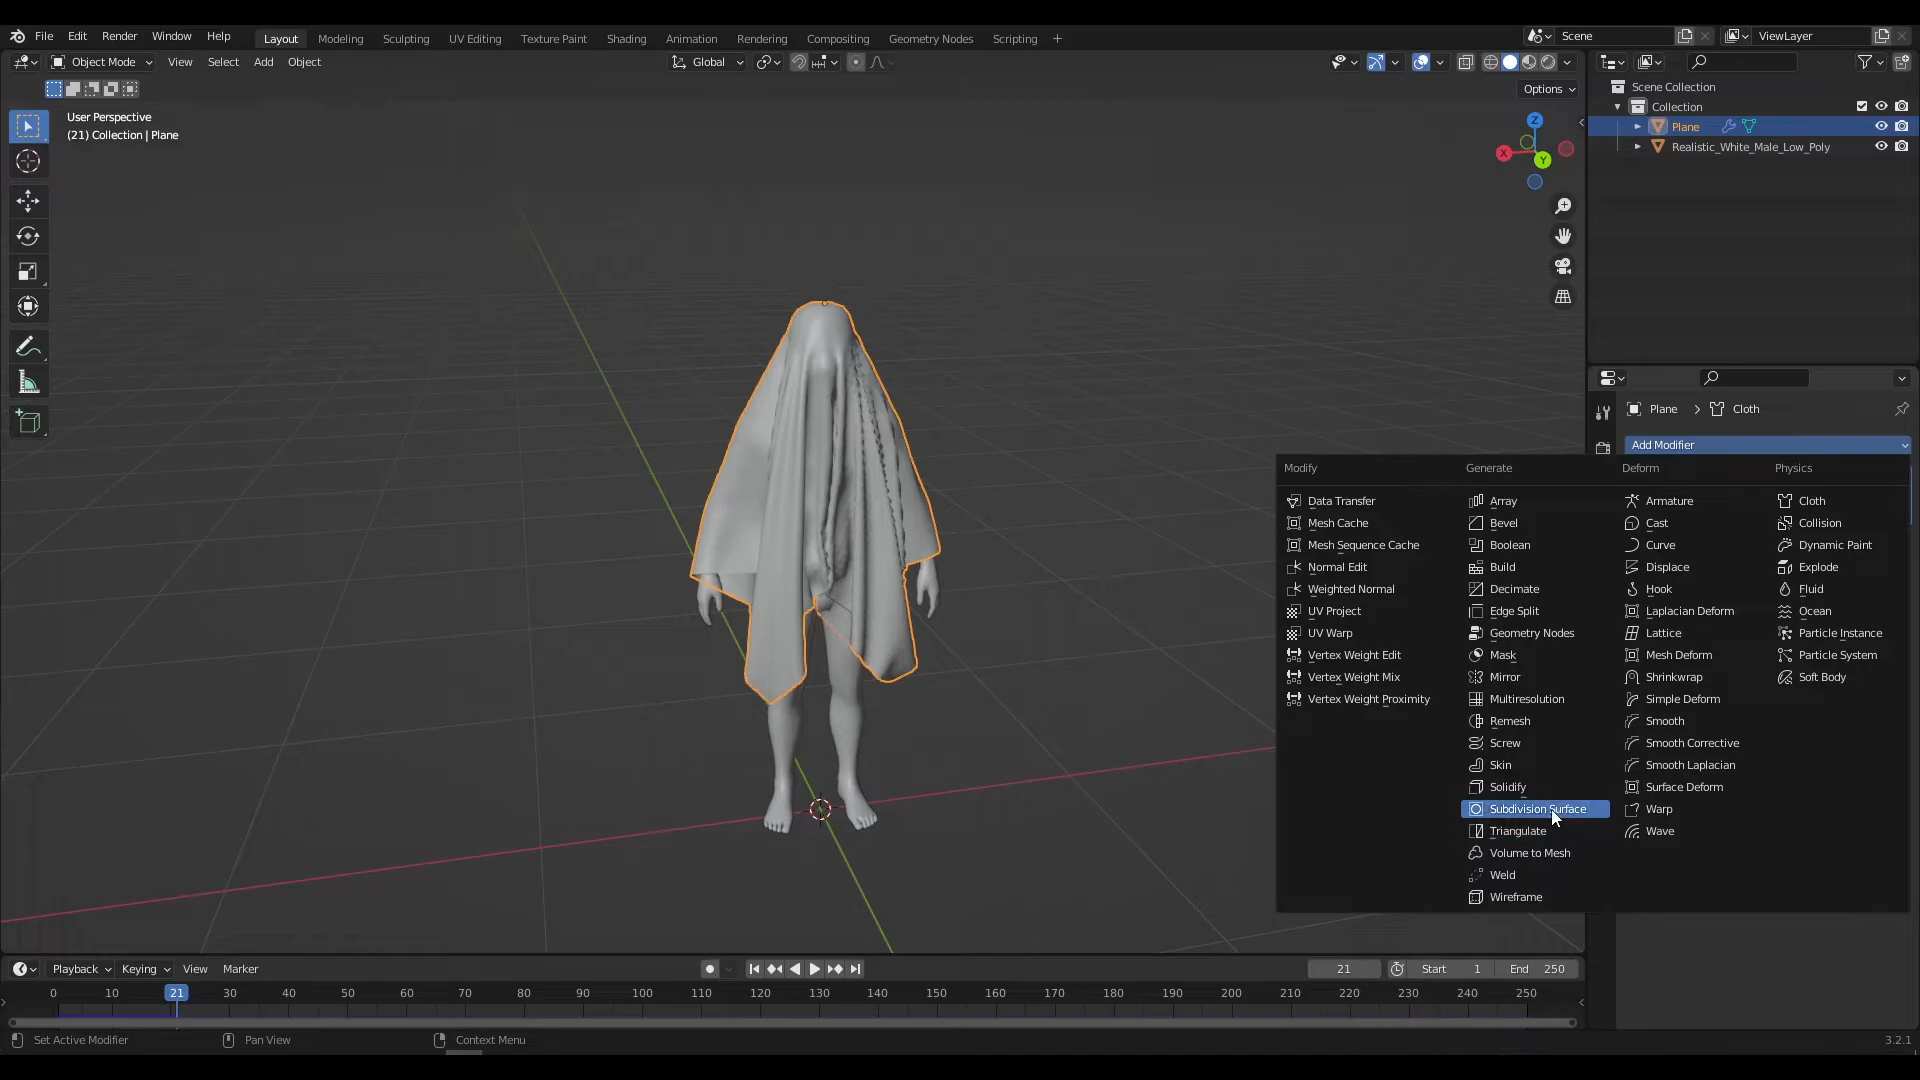 File Edit Render Window Help Layout Modeling Sculpting UV Editing Texture Paint Shading Animation Rendering Compositing Geometry Nodes Scripting + Scene ViewLayer
Object Mode View Select Add Object Global
Options
User Perspective
(21) Collection | Plane
Z
X
Y
Scene Collection
Collection
Plane
Realistic_White_Male_Low_Poly
Plane > Cloth
Add Modifier
Modify Generate Deform Physics
Data Transfer Array Armature Cloth
Mesh Cache Bevel Cast Collision
Mesh Sequence Cache Boolean Curve Dynamic Paint
Normal Edit Build Displace Explode
Weighted Normal Decimate Hook Fluid
UV Project Edge Split Laplacian Deform Ocean
UV Warp Geometry Nodes Lattice Particle Instance
Vertex Weight Edit Mask Mesh Deform Particle System
Vertex Weight Mix Mirror Shrinkwrap Soft Body
Vertex Weight Proximity Multiresolution Simple Deform
Remesh Smooth
Screw Smooth Corrective
Skin Smooth Laplacian
Solidify Surface Deform
Subdivision Surface Warp
Triangulate Wave
Volume to Mesh
Weld
Wireframe
Playback Keying View Marker 21 Start 1 End 250
0 10 21 30 40 50 60 70 80 90 100 110 120 130 140 150 160 170 180 190 200 210 220 230 240 250
Set Active Modifier Pan View Context Menu 3.2.1